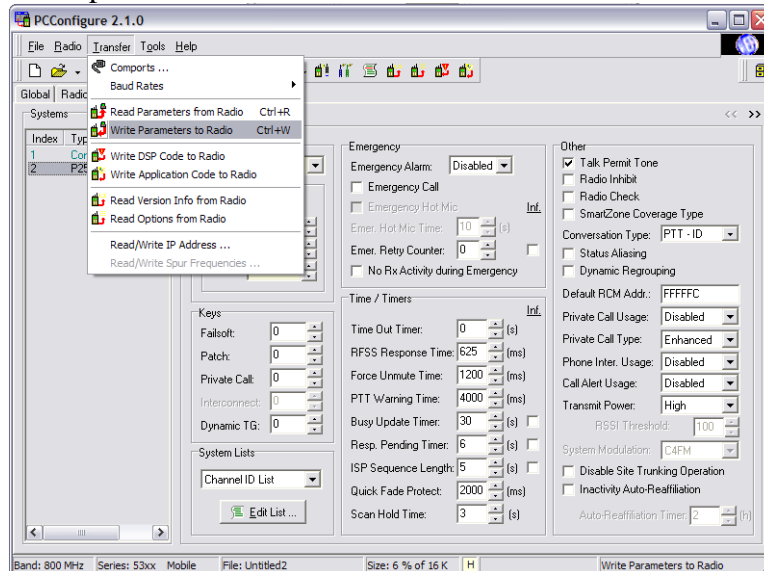 PCConfigure 2.1.0
File Radio Transfer Tools Help
Comports ...
Baud Rates
Read Parameters from Radio Ctrl+R
Write Parameters to Radio Ctrl+W
Write DSP Code to Radio
Write Application Code to Radio
Read Version Info from Radio
Read Options from Radio
Read/Write IP Address ...
Read/Write Spur Frequencies ...
Global Radio
Systems
Index
1
2 P25
Keys
Failsoft: 0
Patch: 0
Private Call: 0
Interconnect: 0
Dynamic TG: 0
System Lists
Channel ID List
Edit List ...
Emergency
Emergency Alarm: Disabled
Emergency Call
Emergency Hot Mic Inf.
Emer. Hot Mic Time: 10 (s)
Emer. Retry Counter: 0
No Rx Activity during Emergency
Time / Timers
Inf.
Time Out Timer: 0 (s)
RFSS Response Time: 625 (ms)
Force Unmute Time: 1200 (ms)
PTT Warning Time: 4000 (ms)
Busy Update Timer: 30 (s)
Resp. Pending Timer: 6 (s)
ISP Sequence Length: 5 (s)
Quick Fade Protect: 2000 (ms)
Scan Hold Time: 3 (s)
Other
Talk Permit Tone
Radio Inhibit
Radio Check
SmartZone Coverage Type
Conversation Type: PTT - ID
Status Aliasing
Dynamic Regrouping
Default RCM Addr.: FFFFFC
Private Call Usage: Disabled
Private Call Type: Enhanced
Phone Inter. Usage: Disabled
Call Alert Usage: Disabled
Transmit Power: High
RSSI Threshold: 100
System Modulation: C4FM
Disable Site Trunking Operation
Inactivity Auto-Reaffiliation
Auto-Reaffiliation Timer: 2 (h)
Band: 800 MHz Series: 53xx Mobile File: Untitled2 Size: 6 % of 16 K H Write Parameters to Radio